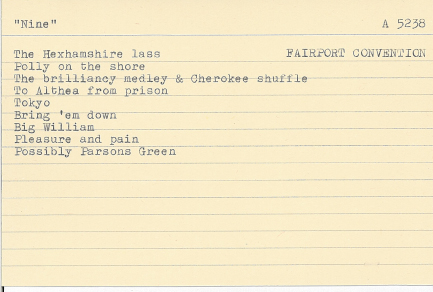 "Nine" A 5238
The Hexhamshire lass FAIRPORT CONVENTION
Polly on the shore
The brilliancy medley & Cherokee shuffle
To Althea from prison
Tokyo
Bring 'em down
Big William
Pleasure and pain
Possibly Parsons Green